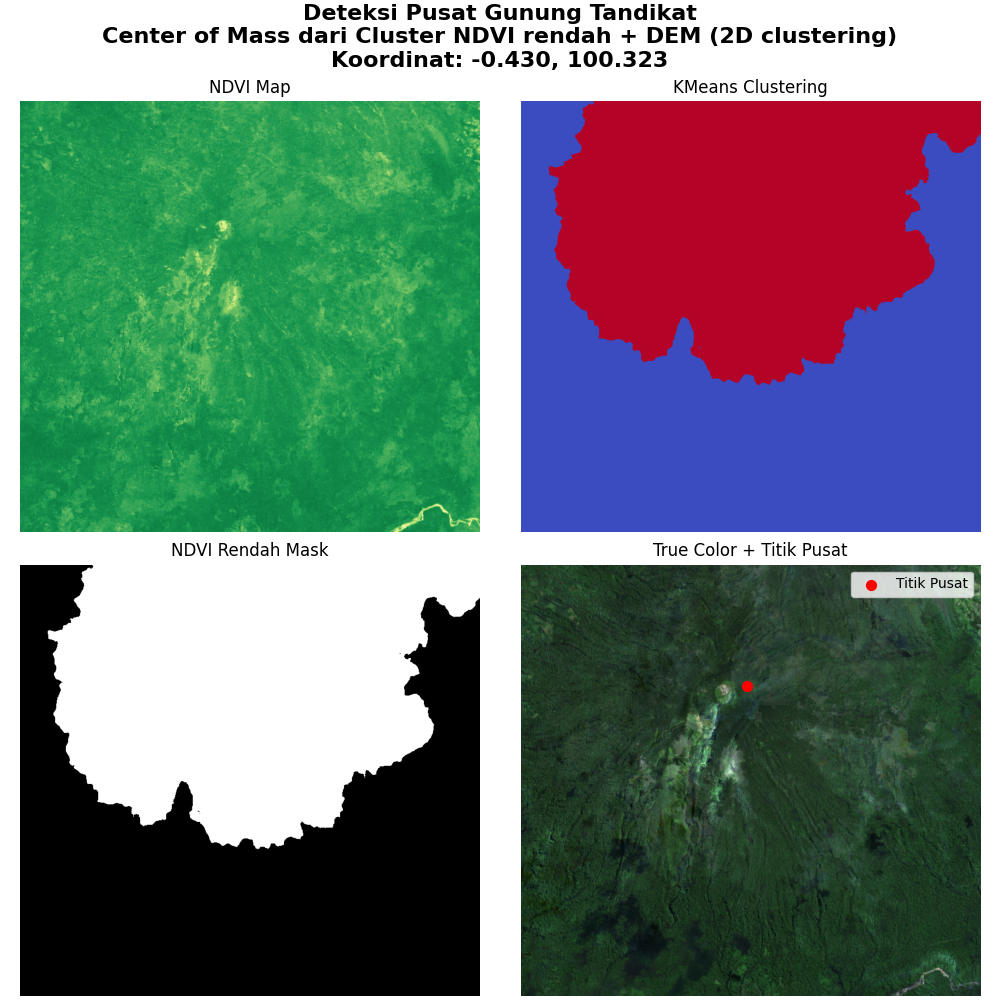 Deteksi Pusat Gunung Tandikat
Center of Mass dari Cluster NDVI rendah + DEM (2D clustering)
Koordinat: -0.430, 100.323
NDVI Map
KMeans Clustering
NDVI Rendah Mask
True Color + Titik Pusat
Titik Pusat